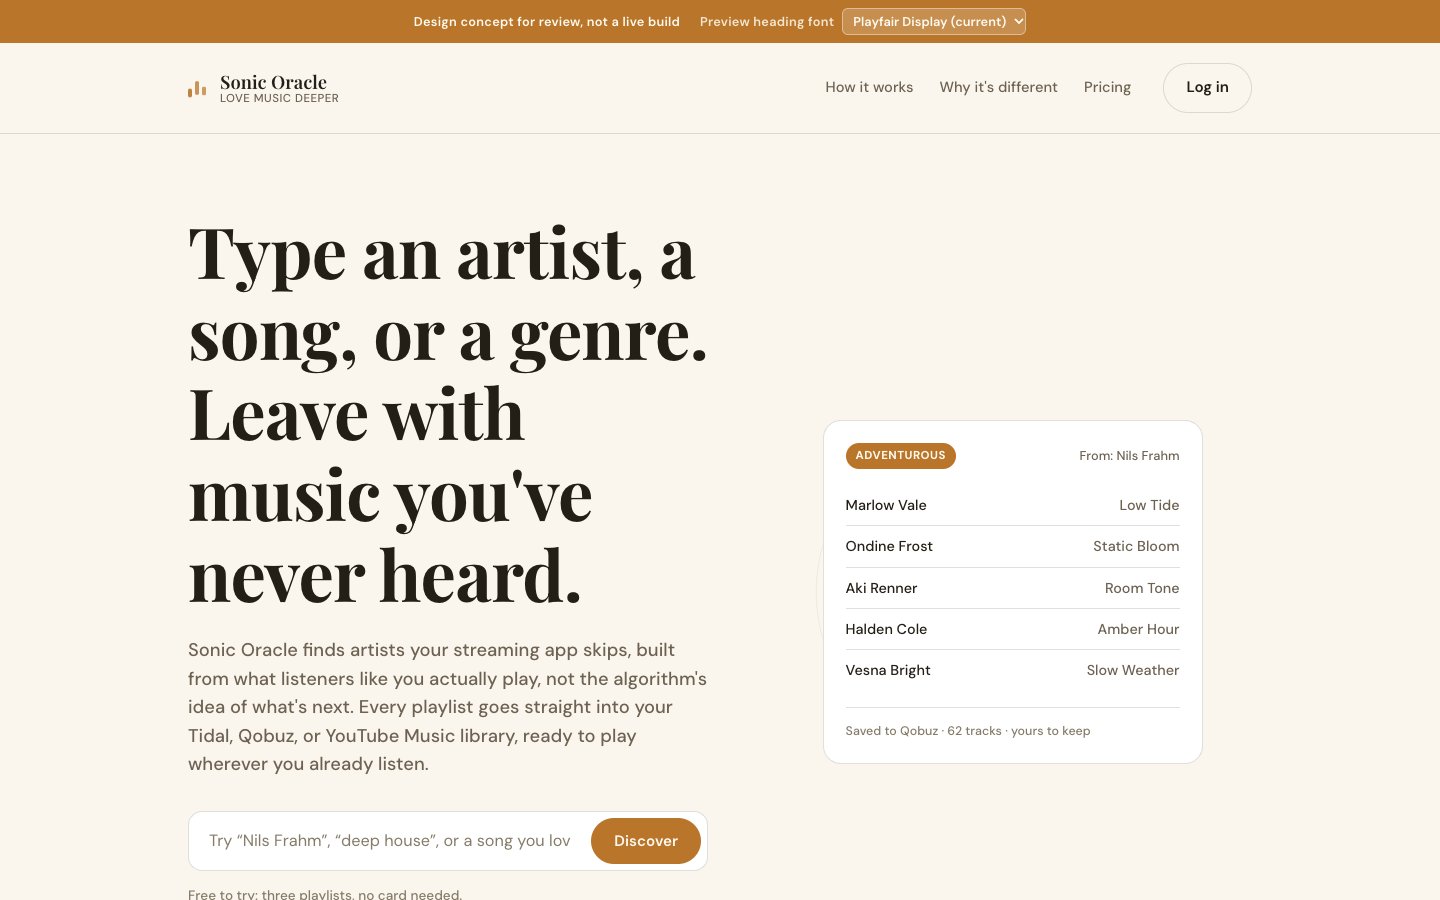 Design concept for review, not a live build Preview heading font Playfair Display (current)
Sonic Oracle
LOVE MUSIC DEEPER
How it works Why it's different Pricing Log in
Type an artist, a
song, or a genre.
Leave with
music you've
never heard.
Sonic Oracle finds artists your streaming app skips, built
from what listeners like you actually play, not the algorithm's
idea of what's next. Every playlist goes straight into your
Tidal, Qobuz, or YouTube Music library, ready to play
wherever you already listen.
Try “Nils Frahm”, “deep house”, or a song you lov
Discover
Free to try: three playlists, no card needed.
ADVENTUROUS From: Nils Frahm
Marlow Vale Low Tide
Ondine Frost Static Bloom
Aki Renner Room Tone
Halden Cole Amber Hour
Vesna Bright Slow Weather
Saved to Qobuz · 62 tracks · yours to keep